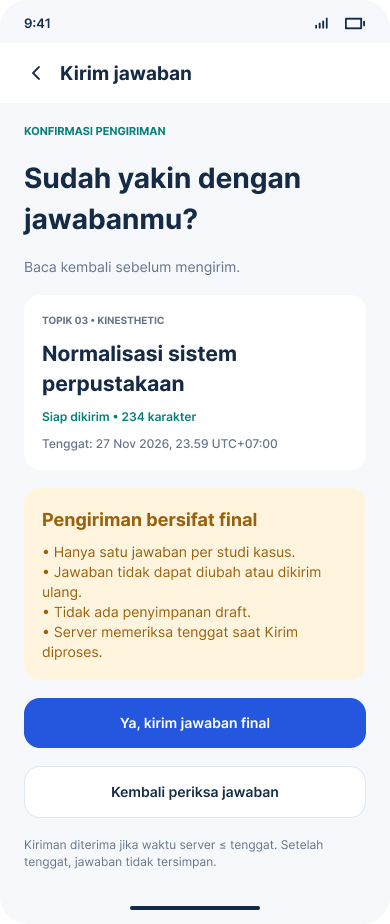 9:41
Kirim jawaban
KONFIRMASI PENGIRIMAN
Sudah yakin dengan
jawabanmu?
Baca kembali sebelum mengirim.
TOPIK 03 • KINESTHETIC
Normalisasi sistem
perpustakaan
Siap dikirim • 234 karakter
Tenggat: 27 Nov 2026, 23.59 UTC+07:00
Pengiriman bersifat final
• Hanya satu jawaban per studi kasus.
• Jawaban tidak dapat diubah atau dikirim
ulang.
• Tidak ada penyimpanan draft.
• Server memeriksa tenggat saat Kirim
diproses.
Ya, kirim jawaban final
Kembali periksa jawaban
Kiriman diterima jika waktu server ≤ tenggat. Setelah
tenggat, jawaban tidak tersimpan.